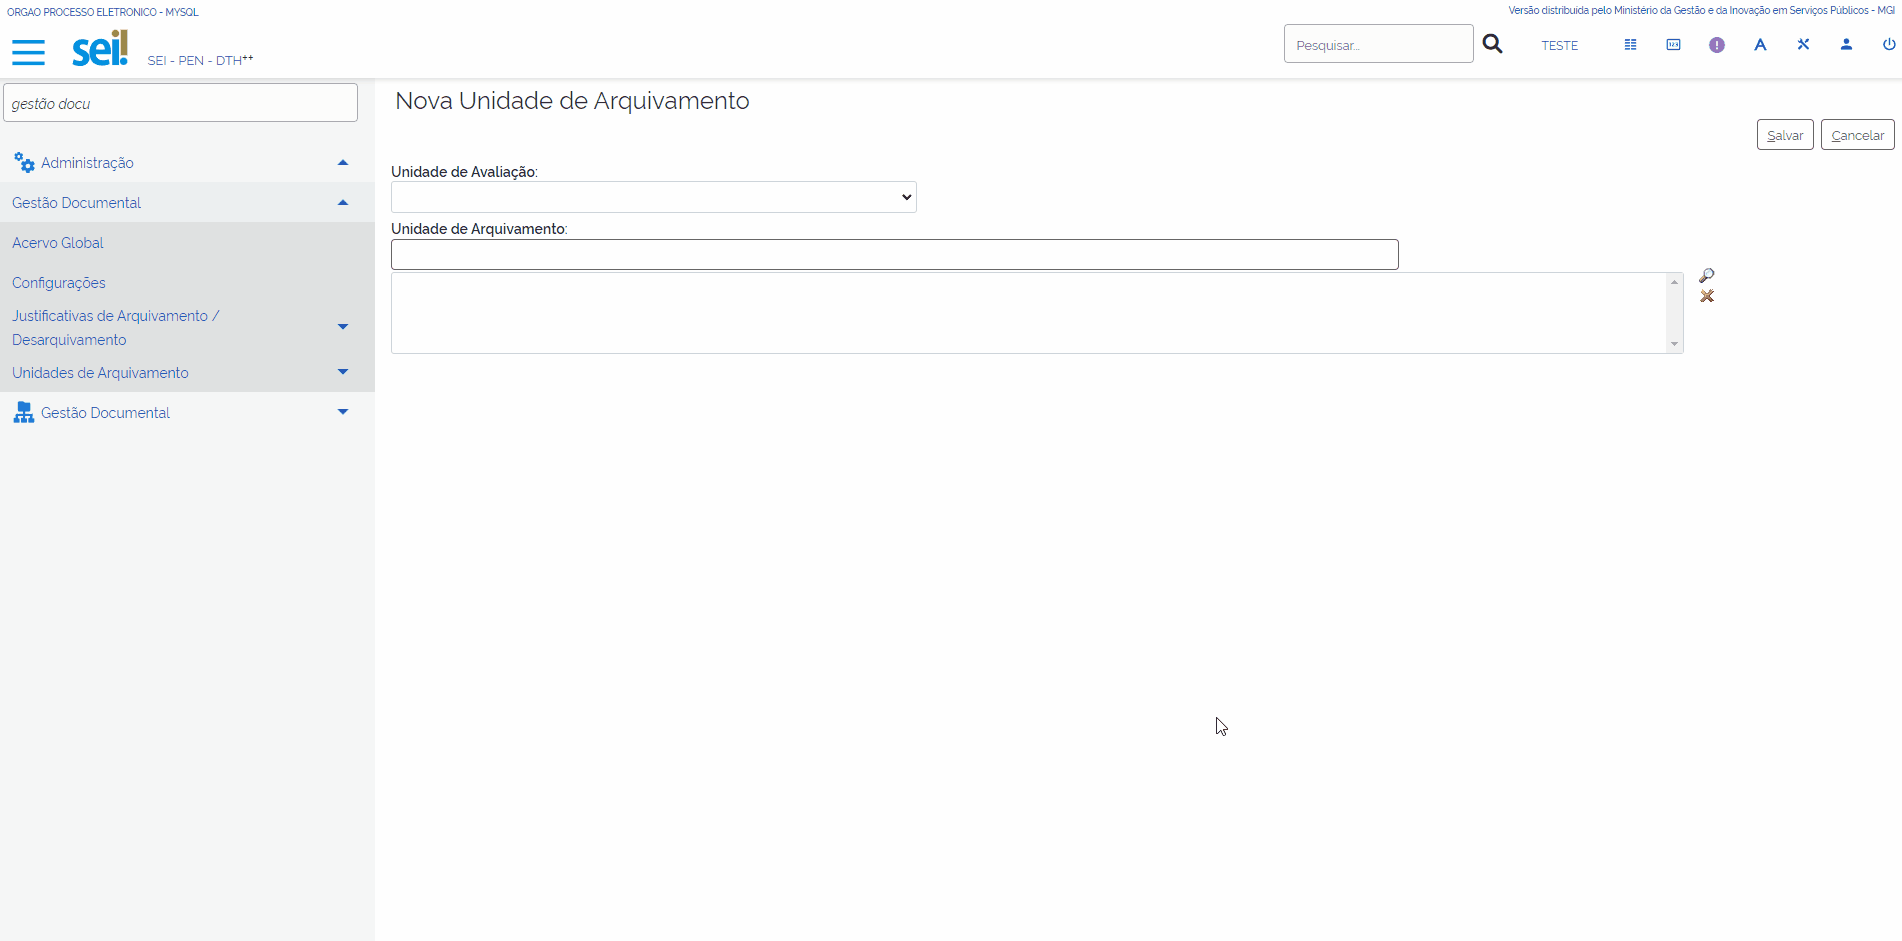 ORGAO PROCESSO ELETRONICO - MYSQL
Versão distribuída pelo Ministério da Gestão e da Inovação em Serviços Públicos - MGI
sei!
SEI - PEN - DTH++
Pesquisar...
TESTE
gestão docu
Nova Unidade de Arquivamento
Salvar
Cancelar
Administração
Gestão Documental
Acervo Global
Configurações
Justificativas de Arquivamento /
Desarquivamento
Unidades de Arquivamento
Gestão Documental
Unidade de Avaliação:
Unidade de Arquivamento: